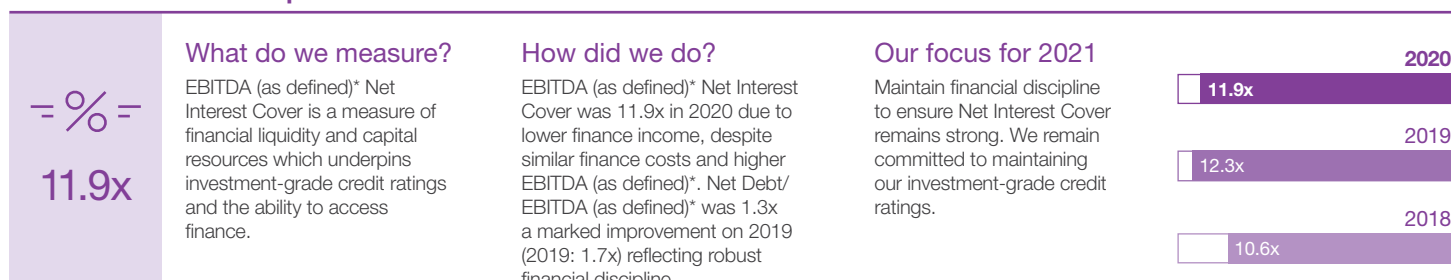 =%=
11.9x
What do we measure?
EBITDA (as defined)* Net
Interest Cover is a measure of
financial liquidity and capital
resources which underpins
investment-grade credit ratings
and the ability to access
finance.
How did we do?
EBITDA (as defined)* Net Interest
Cover was 11.9x in 2020 due to
lower finance income, despite
similar finance costs and higher
EBITDA (as defined)*. Net Debt/
EBITDA (as defined)* was 1.3x
a marked improvement on 2019
(2019: 1.7x) reflecting robust
financial discipline
Our focus for 2021
Maintain financial discipline
to ensure Net Interest Cover
remains strong. We remain
committed to maintaining
our investment-grade credit
ratings.
2020
11.9x
2019
12.3x
2018
10.6x